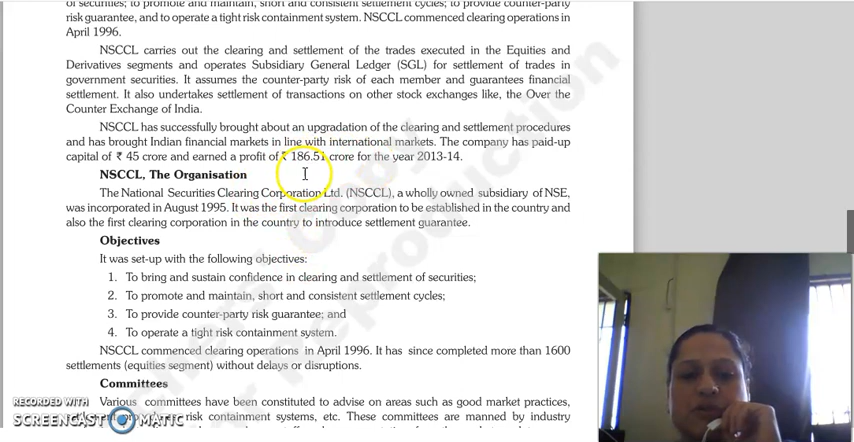 of securities; to promote and maintain, short and consistent settlement cycles; to provide counter-party
risk guarantee, and to operate a tight risk containment system. NSCCL commenced clearing operations in
April 1996.
NSCCL carries out the clearing and settlement of the trades executed in the Equities and
Derivatives segments and operates Subsidiary General Ledger (SGL) for settlement of trades in
government securities. It assumes the counter-party risk of each member and guarantees financial
settlement. It also undertakes settlement of transactions on other stock exchanges like, the Over the
Counter Exchange of India.
NSCCL has successfully brought about an upgradation of the clearing and settlement procedures
and has brought Indian financial markets in line with international markets. The company has paid-up
capital of ₹ 45 crore and earned a profit of ₹ 186.51 crore for the year 2013-14.
NSCCL, The Organisation
The National Securities Clearing Corporation Ltd. (NSCCL), a wholly owned subsidiary of NSE,
was incorporated in August 1995. It was the first clearing corporation to be established in the country and
also the first clearing corporation in the country to introduce settlement guarantee.
Objectives
It was set-up with the following objectives:
1. To bring and sustain confidence in clearing and settlement of securities;
2. To promote and maintain, short and consistent settlement cycles;
3. To provide counter-party risk guarantee; and
4. To operate a tight risk containment system.
NSCCL commenced clearing operations in April 1996. It has since completed more than 1600
settlements (equities segment) without delays or disruptions.
Committees
Various committees have been constituted to advise on areas such as good market practices,
risk containment systems, etc. These committees are manned by industry
RECORDED WITH
SCREENCAST MATIC